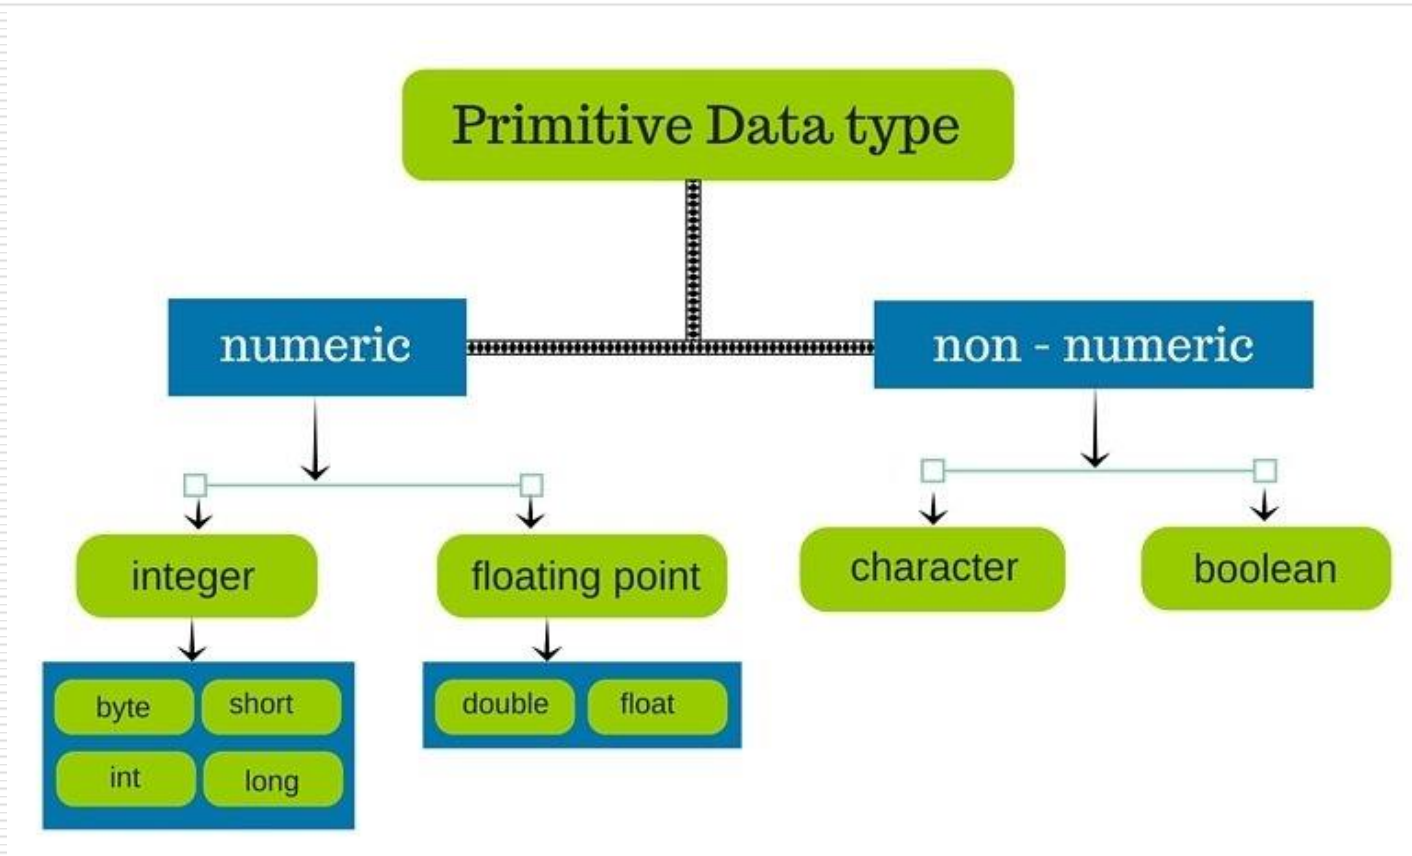 Primitive Data type
numeric
non - numeric
integer
floating point
character
boolean
byte
short
double
float
int
long